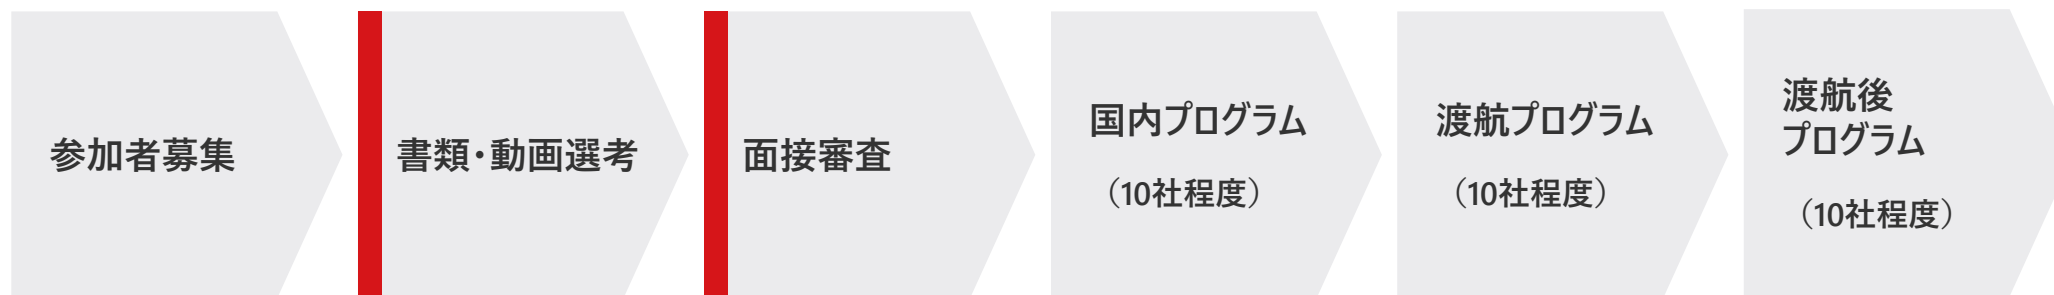 参加者募集
書類・動画選考
面接審査
国内プログラム
（10社程度）
渡航プログラム
（10社程度）
渡航後
プログラム
（10社程度）